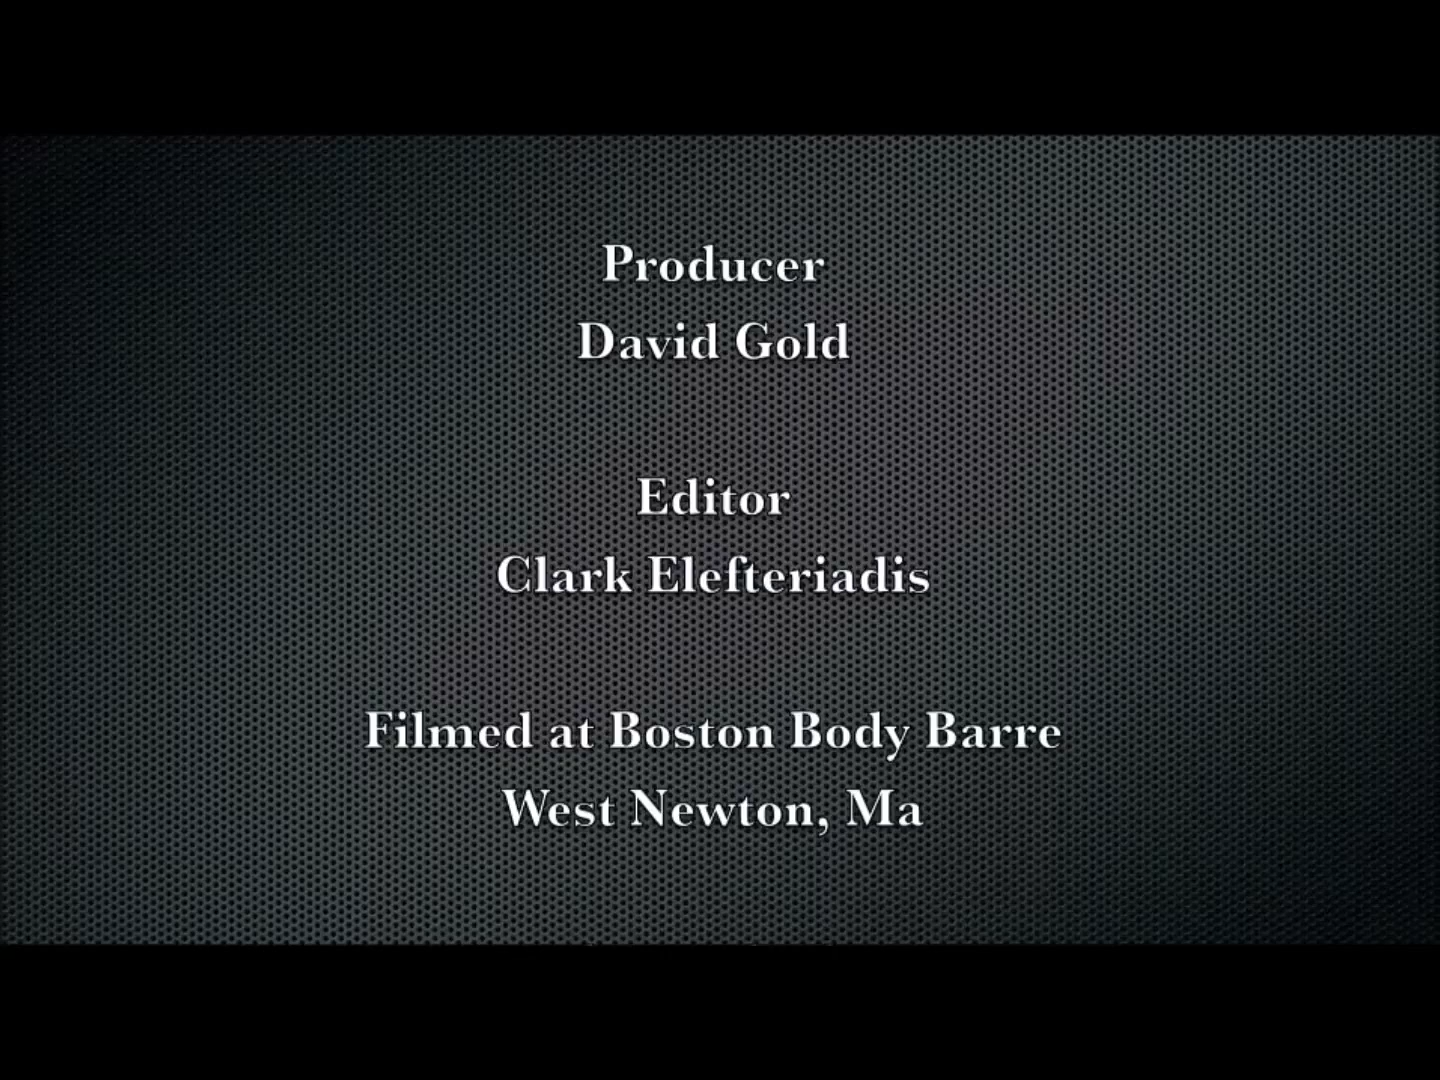 Producer
David Gold
Editor
Clark Elefteriadis
Filmed at Boston Body Barre
West Newton, Ma